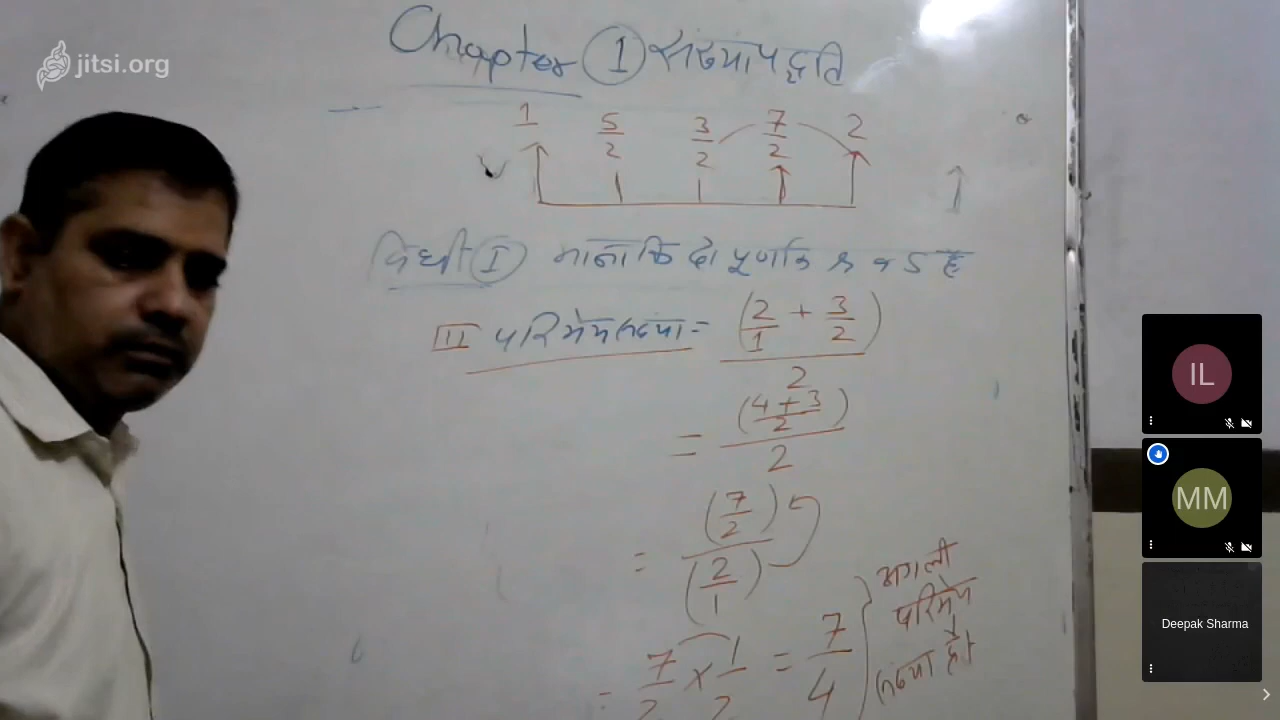 jitsi.org
Chapter ① संख्या पद्धति
1 5/2 3/2 7/2 2
विधी Ⅰ माना कि दो पूर्णांक r व s है
III परिमेय संख्या = (2/1 + 3/2) / 2
= ((4+3)/2) / 2
= (7/2) / (2/1)
= 7/2 × 1/2 = 7/4
अगली
परिमेय
संख्या है।
IL
MM
Deepak Sharma